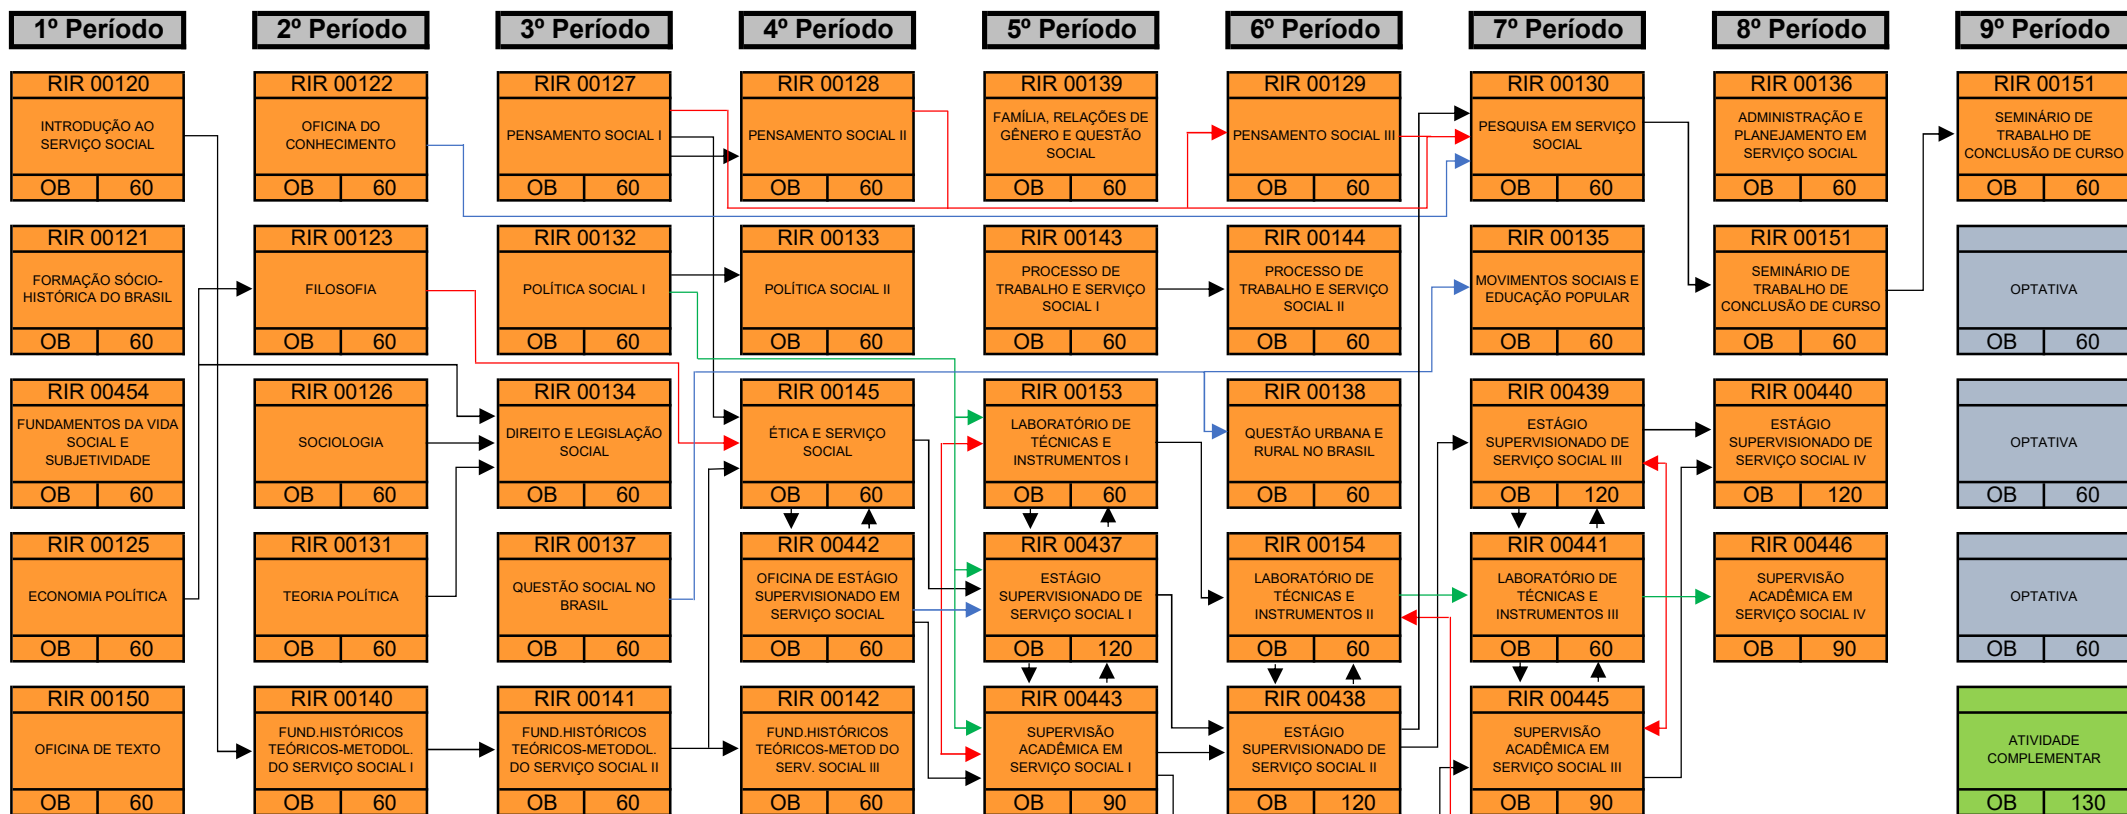 1º Período
2º Período
3º Período
4º Período
5º Período
6º Período
7º Período
8º Período
9º Período
RIR 00120
INTRODUÇÃO AO
SERVIÇO SOCIAL
OB 60
RIR 00122
OFICINA DO
CONHECIMENTO
OB 60
RIR 00127
PENSAMENTO SOCIAL I
OB 60
RIR 00128
PENSAMENTO SOCIAL II
OB 60
RIR 00139
FAMÍLIA, RELAÇÕES DE
GÊNERO E QUESTÃO
SOCIAL
OB 60
RIR 00129
PENSAMENTO SOCIAL III
OB 60
RIR 00130
PESQUISA EM SERVIÇO
SOCIAL
OB 60
RIR 00136
ADMINISTRAÇÃO E
PLANEJAMENTO EM
SERVIÇO SOCIAL
OB 60
RIR 00151
SEMINÁRIO DE
TRABALHO DE
CONCLUSÃO DE CURSO
OB 60
RIR 00121
FORMAÇÃO SÓCIO-
HISTÓRICA DO BRASIL
OB 60
RIR 00123
FILOSOFIA
OB 60
RIR 00132
POLÍTICA SOCIAL I
OB 60
RIR 00133
POLÍTICA SOCIAL II
OB 60
RIR 00143
PROCESSO DE
TRABALHO E SERVIÇO
SOCIAL I
OB 60
RIR 00144
PROCESSO DE
TRABALHO E SERVIÇO
SOCIAL II
OB 60
RIR 00135
MOVIMENTOS SOCIAIS E
EDUCAÇÃO POPULAR
OB 60
RIR 00151
SEMINÁRIO DE
TRABALHO DE
CONCLUSÃO DE CURSO
OB 60
OPTATIVA
OB 60
RIR 00454
FUNDAMENTOS DA VIDA
SOCIAL E
SUBJETIVIDADE
OB 60
RIR 00126
SOCIOLOGIA
OB 60
RIR 00134
DIREITO E LEGISLAÇÃO
SOCIAL
OB 60
RIR 00145
ÉTICA E SERVIÇO
SOCIAL
OB 60
RIR 00153
LABORATÓRIO DE
TÉCNICAS E
INSTRUMENTOS I
OB 60
RIR 00138
QUESTÃO URBANA E
RURAL NO BRASIL
OB 60
RIR 00439
ESTÁGIO
SUPERVISIONADO DE
SERVIÇO SOCIAL III
OB 120
RIR 00440
ESTÁGIO
SUPERVISIONADO DE
SERVIÇO SOCIAL IV
OB 120
OPTATIVA
OB 60
RIR 00125
ECONOMIA POLÍTICA
OB 60
RIR 00131
TEORIA POLÍTICA
OB 60
RIR 00137
QUESTÃO SOCIAL NO
BRASIL
OB 60
RIR 00442
OFICINA DE ESTÁGIO
SUPERVISIONADO EM
SERVIÇO SOCIAL
OB 60
RIR 00437
ESTÁGIO
SUPERVISIONADO DE
SERVIÇO SOCIAL I
OB 120
RIR 00154
LABORATÓRIO DE
TÉCNICAS E
INSTRUMENTOS II
OB 60
RIR 00441
LABORATÓRIO DE
TÉCNICAS E
INSTRUMENTOS III
OB 60
RIR 00446
SUPERVISÃO
ACADÊMICA EM
SERVIÇO SOCIAL IV
OB 90
OPTATIVA
OB 60
RIR 00150
OFICINA DE TEXTO
OB 60
RIR 00140
FUND.HISTÓRICOS
TEÓRICOS-METODOL.
DO SERVIÇO SOCIAL I
OB 60
RIR 00141
FUND.HISTÓRICOS
TEÓRICOS-METODOL.
DO SERVIÇO SOCIAL II
OB 60
RIR 00142
FUND.HISTÓRICOS
TEÓRICOS-METOD DO
SERV. SOCIAL III
OB 60
RIR 00443
SUPERVISÃO
ACADÊMICA EM
SERVIÇO SOCIAL I
OB 90
RIR 00438
ESTÁGIO
SUPERVISIONADO DE
SERVIÇO SOCIAL II
OB 120
RIR 00445
SUPERVISÃO
ACADÊMICA EM
SERVIÇO SOCIAL III
OB 90
ATIVIDADE
COMPLEMENTAR
OB 130